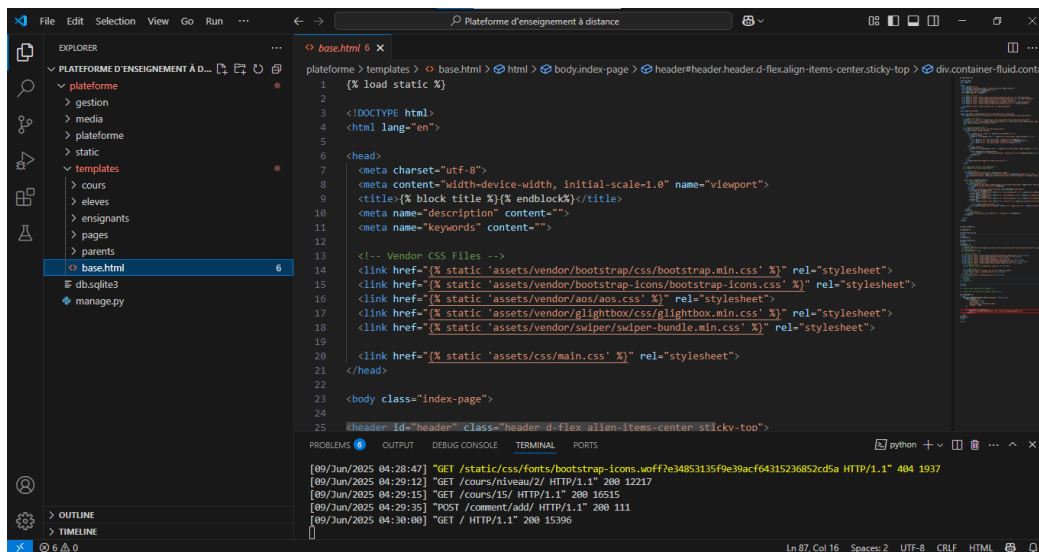 File Edit Selection View Go Run ··· ← → Plateforme d'enseignement à distance
EXPLORER ···
PLATEFORME D'ENSEIGNEMENT À D...
plateforme
gestion
media
plateforme
static
templates
cours
eleves
ensignants
pages
parents
<> base.html 6
db.sqlite3
manage.py
OUTLINE
TIMELINE
<> base.html 6 ×
plateforme > templates > <> base.html > html > body.index-page > header#header.header.d-flex.align-items-center.sticky-top > div.container-fluid.cont
1 {% load static %}
2
3 <!DOCTYPE html>
4 <html lang="en">
5
6 <head>
7 <meta charset="utf-8">
8 <meta content="width=device-width, initial-scale=1.0" name="viewport">
9 <title>{% block title %}{% endblock%}</title>
10 <meta name="description" content="">
11 <meta name="keywords" content="">
12
13 <!-- Vendor CSS Files -->
14 <link href="{% static 'assets/vendor/bootstrap/css/bootstrap.min.css' %}" rel="stylesheet">
15 <link href="{% static 'assets/vendor/bootstrap-icons/bootstrap-icons.css' %}" rel="stylesheet">
16 <link href="{% static 'assets/vendor/aos/aos.css' %}" rel="stylesheet">
17 <link href="{% static 'assets/vendor/glightbox/css/glightbox.min.css' %}" rel="stylesheet">
18 <link href="{% static 'assets/vendor/swiper/swiper-bundle.min.css' %}" rel="stylesheet">
19
20 <link href="{% static 'assets/css/main.css' %}" rel="stylesheet">
21 </head>
22
23 <body class="index-page">
24
25 <header id="header" class="header d-flex align-items-center sticky-top">
PROBLEMS 6 OUTPUT DEBUG CONSOLE TERMINAL PORTS python
[09/Jun/2025 04:28:47] "GET /static/css/fonts/bootstrap-icons.woff?e34853135f9e39acf64315236852cd5a HTTP/1.1" 404 1937
[09/Jun/2025 04:29:12] "GET /cours/niveau/2/ HTTP/1.1" 200 12217
[09/Jun/2025 04:29:15] "GET /cours/15/ HTTP/1.1" 200 16515
[09/Jun/2025 04:29:35] "POST /comment/add/ HTTP/1.1" 200 111
[09/Jun/2025 04:30:00] "GET / HTTP/1.1" 200 15396
6 0 Ln 87, Col 16 Spaces: 2 UTF-8 CRLF HTML